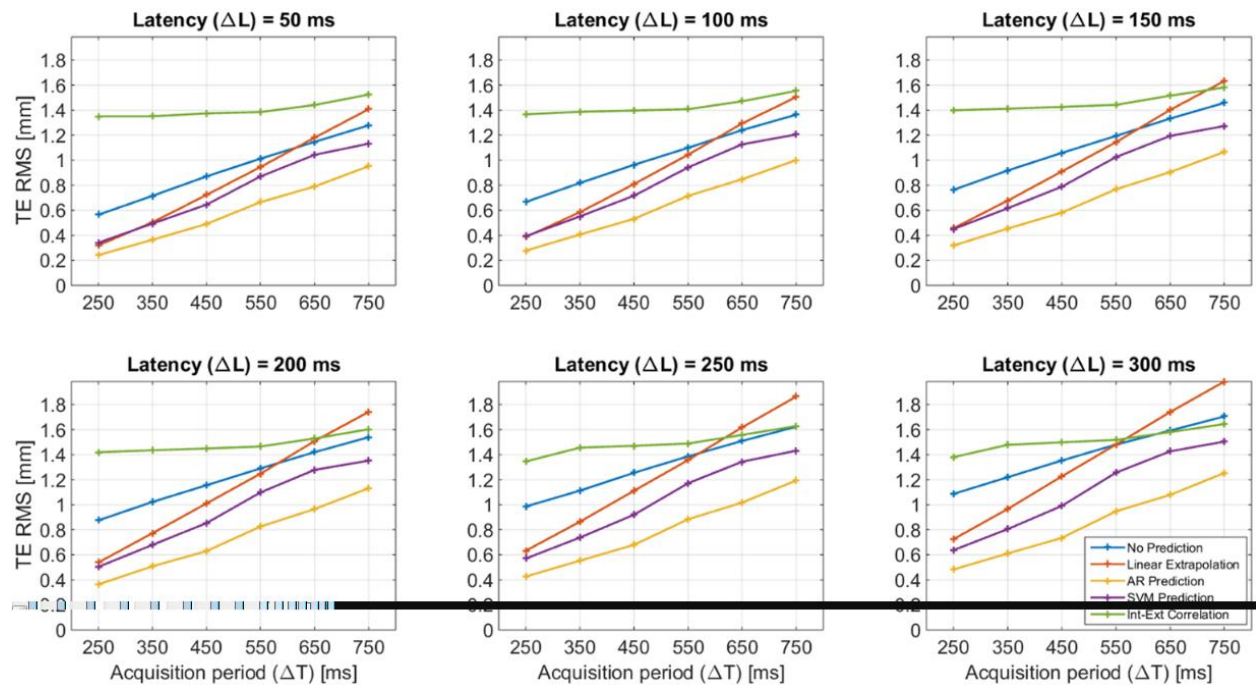 Latency (ΔL) = 50 ms
Latency (ΔL) = 100 ms
Latency (ΔL) = 150 ms
TE RMS [mm]
1.8
1.6
1.4
1.2
1
0.8
0.6
0.4
0.2
0
250 350 450 550 650 750
1.8
1.6
1.4
1.2
1
0.8
0.6
0.4
0.2
0
250 350 450 550 650 750
1.8
1.6
1.4
1.2
1
0.8
0.6
0.4
0.2
0
250 350 450 550 650 750
Latency (ΔL) = 200 ms
Latency (ΔL) = 250 ms
Latency (ΔL) = 300 ms
TE RMS [mm]
1.8
1.6
1.4
1.2
1
0.8
0.6
0.4
0
250 350 450 550 650 750
Acquisition period (ΔT) [ms]
1.8
1.6
1.4
1.2
1
0.8
0.6
0.4
0
250 350 450 550 650 750
Acquisition period (ΔT) [ms]
1.8
1.6
1.4
1.2
1
0.8
0.6
0.4
0
No Prediction
Linear Extrapolation
AR Prediction
SVM Prediction
Int-Ext Correlation
250 350 450 550 650 750
Acquisition period (ΔT) [ms]